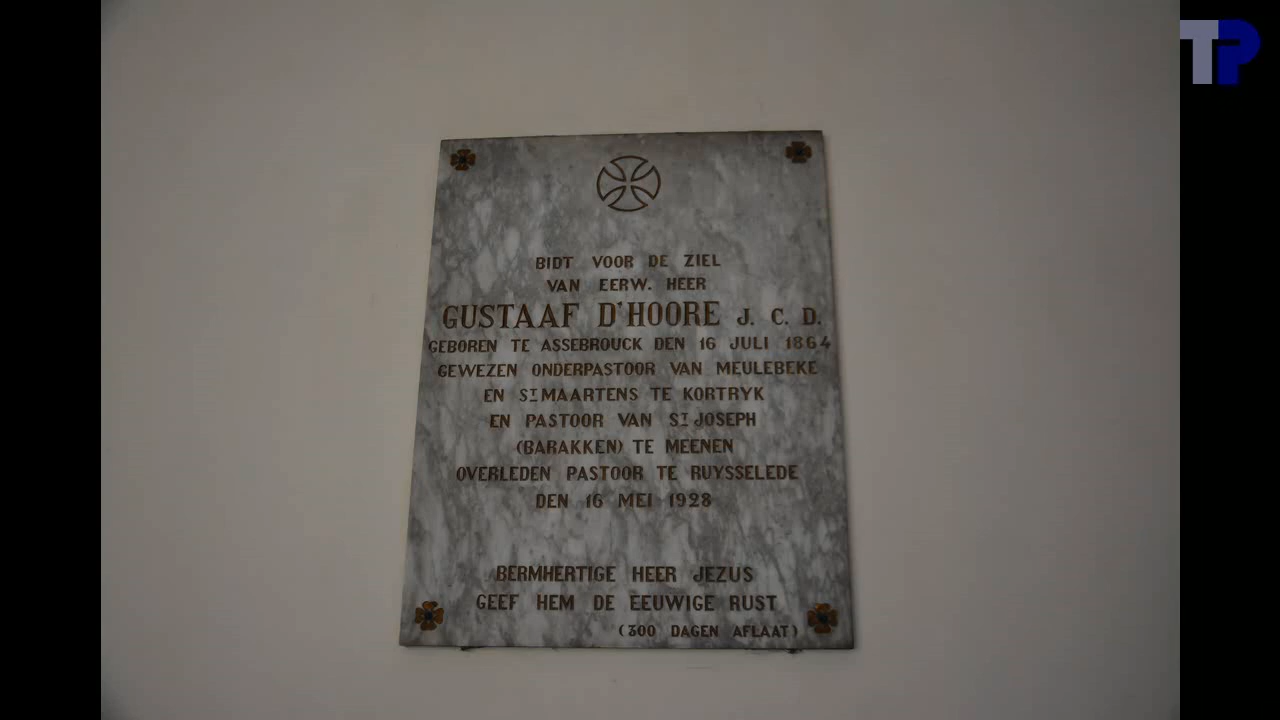 TP
BIDT VOOR DE ZIEL
VAN EERW. HEER
GUSTAAF D'HOORE J. C. D.
GEBOREN TE ASSEBROUCK DEN 16 JULI 1864
GEWEZEN ONDERPASTOOR VAN MEULEBEKE
EN ST MAARTENS TE KORTRYK
EN PASTOOR VAN ST JOSEPH
(BARAKKEN) TE MEENEN
OVERLEDEN PASTOOR TE RUYSSELEDE
DEN 16 MEI 1928
BERMHERTIGE HEER JEZUS
GEEF HEM DE EEUWIGE RUST
(300 DAGEN AFLAAT)